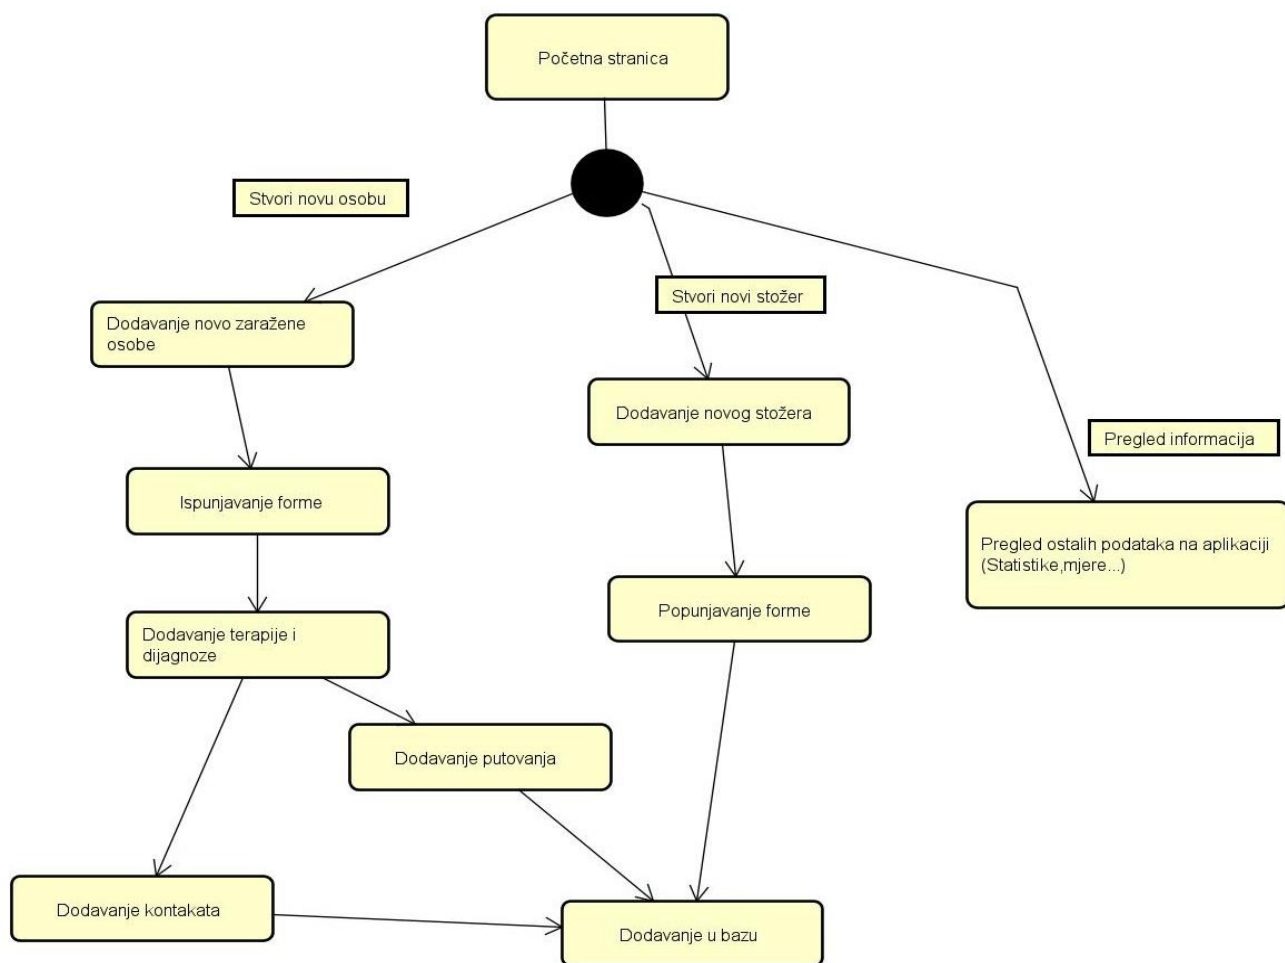 Početna stranica
Stvori novu osobu
Stvori novi stožer
Dodavanje novo zaražene
osobe
Dodavanje novog stožera
Pregled informacija
Ispunjavanje forme
Pregled ostalih podataka na aplikaciji
(Statistike,mjere...)
Popunjavanje forme
Dodavanje terapije i
dijagnoze
Dodavanje putovanja
Dodavanje kontakata
Dodavanje u bazu